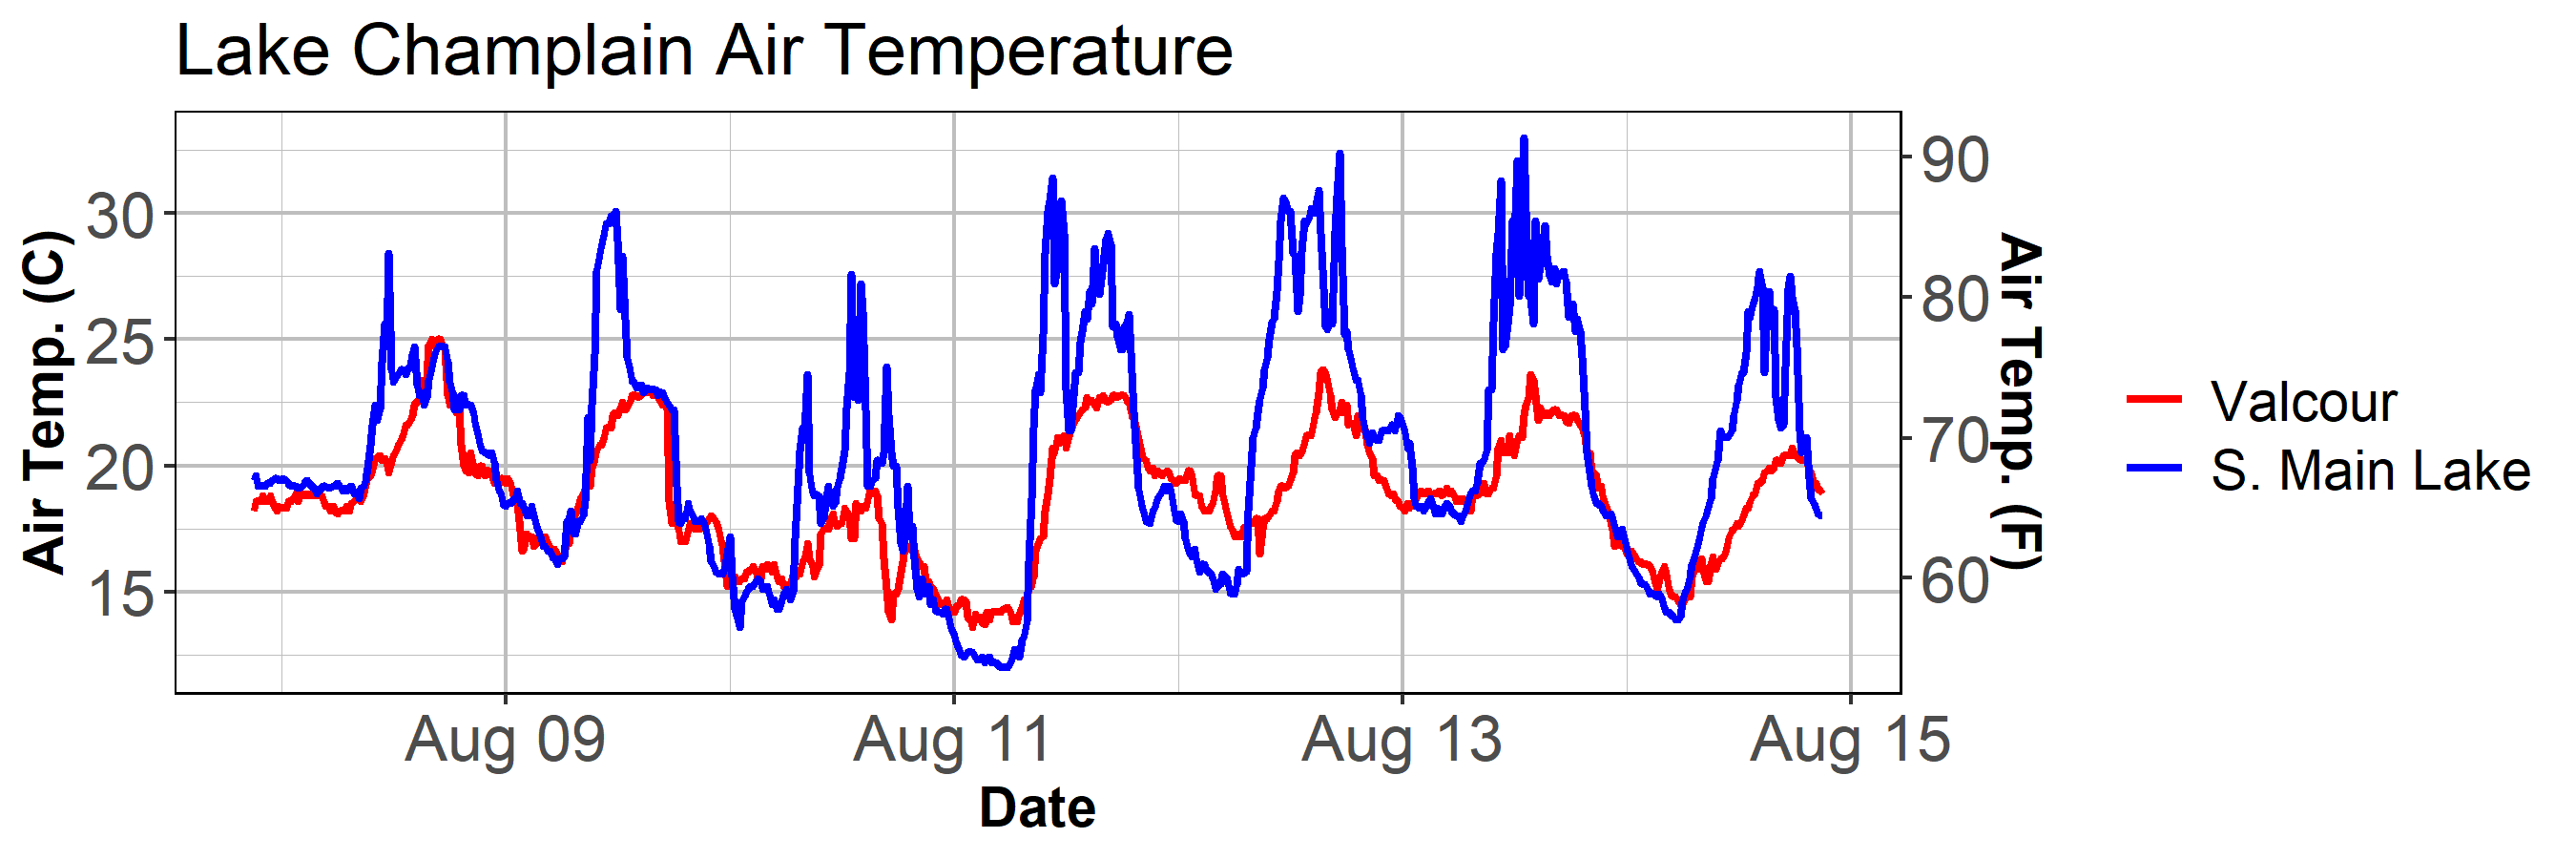 Lake Champlain Air Temperature
Air Temp. (C)
30
25
20
15
90
80
70
60
Air Temp. (F)
Aug 09
Aug 11
Aug 13
Aug 15
Date
Valcour
S. Main Lake